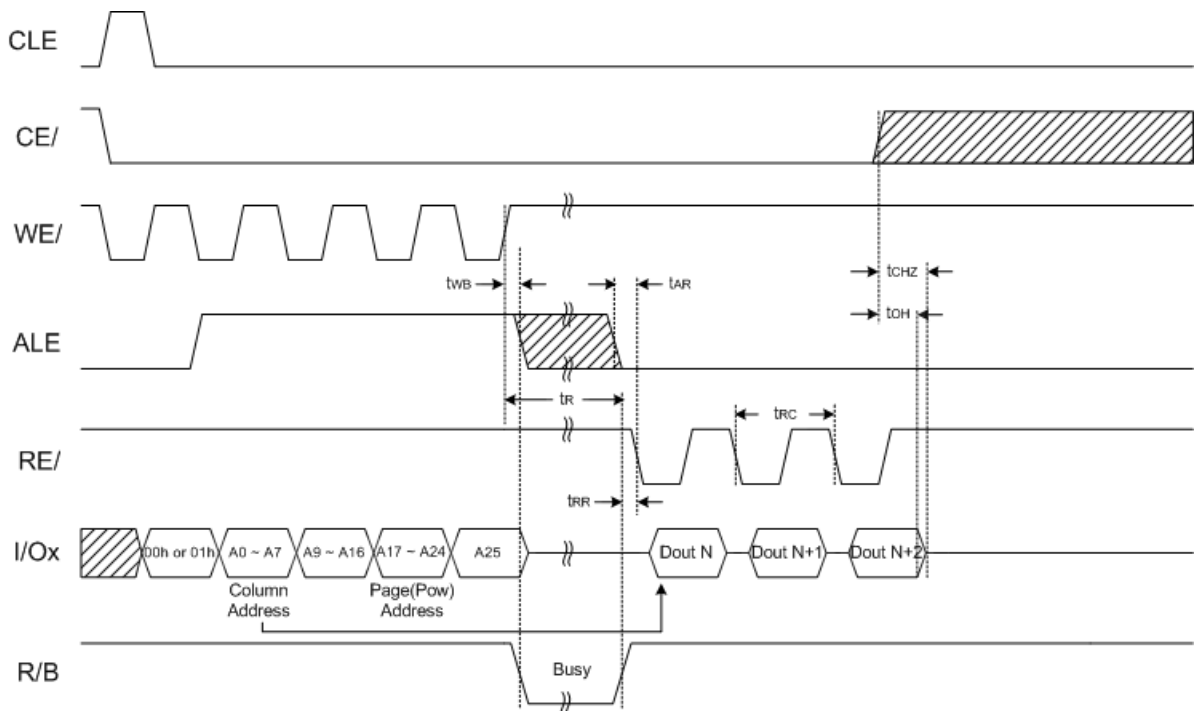 CLE
CE/
WE/
tWB
tAR
tCHZ
tOH
ALE
tR
tRC
RE/
tRR
I/Ox
00h or 01h
A0 ~ A7
A9 ~ A16
A17 ~ A24
A25
Dout N
Dout N+1
Dout N+2
Column
Address
Page(Pow)
Address
R/B
Busy